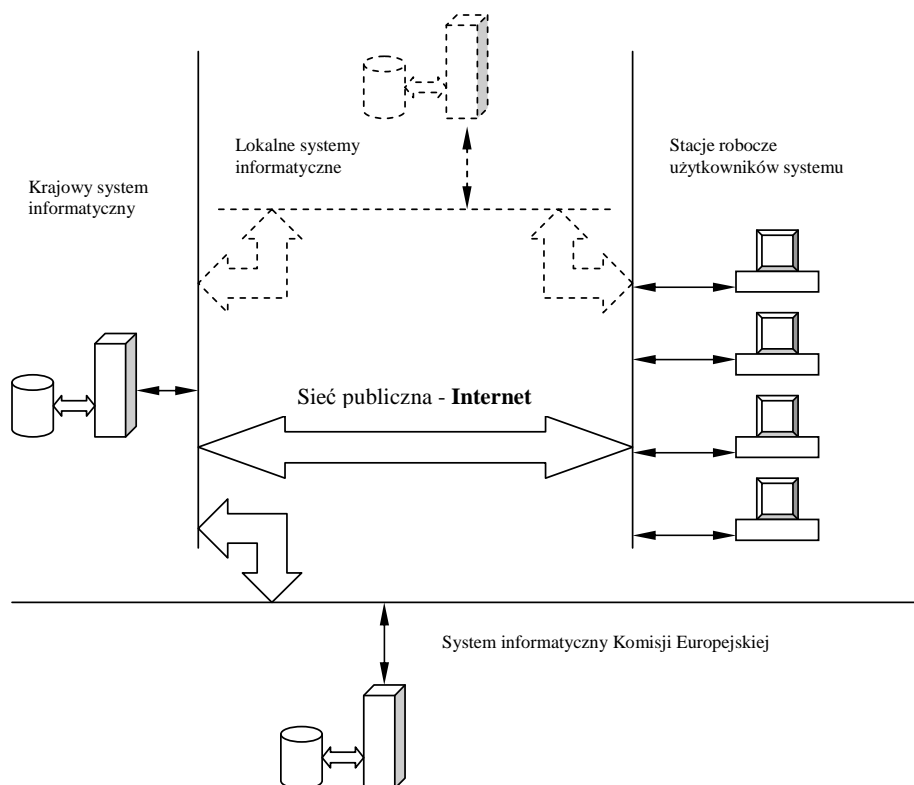 Lokalne systemy
informatyczne
Stacje robocze
użytkowników systemu
Krajowy system
informatyczny
Sieć publiczna - Internet
System informatyczny Komisji Europejskiej